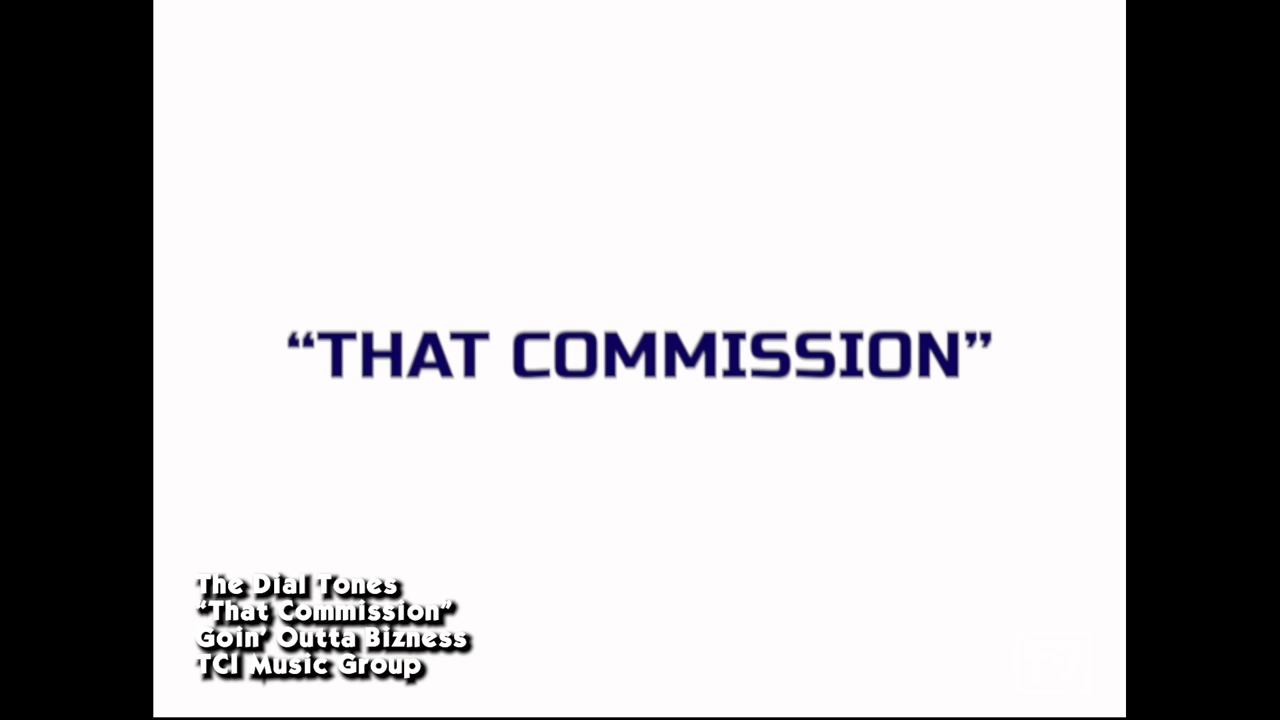 “THAT COMMISSION”
The Dial Tones
“That Commission”
Goin' Outta Bizness
TCI Music Group